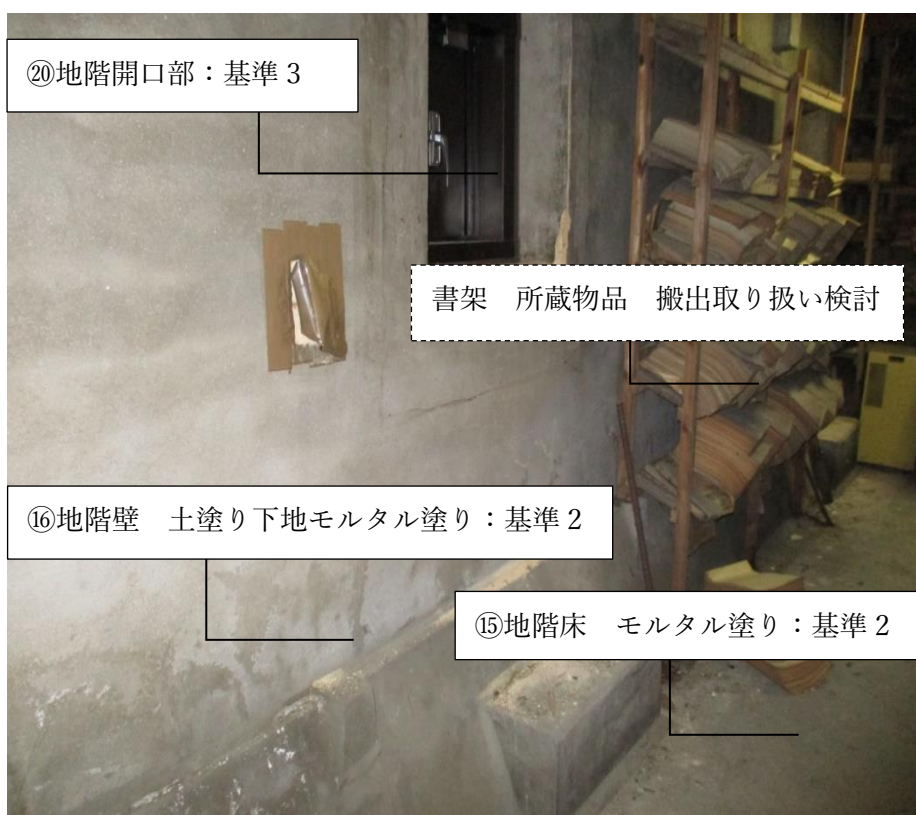 ⑳地階開口部：基準３
書架　所蔵物品　搬出取り扱い検討
⑯地階壁　土塗り下地モルタル塗り：基準２
⑮地階床　モルタル塗り：基準２